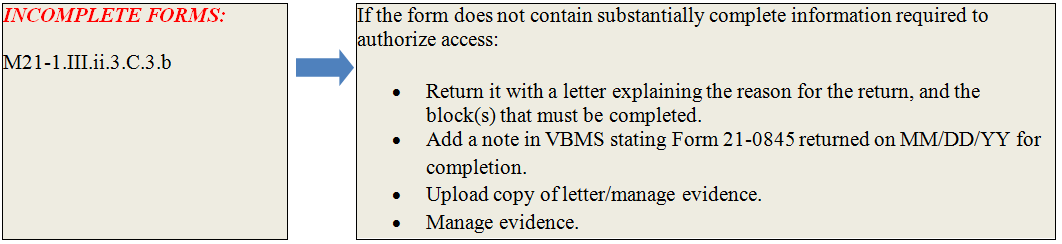 INCOMPLETE FORMS:
M21-1.III.ii.3.C.3.b
If the form does not contain substantially complete information required to
authorize access:
• Return it with a letter explaining the reason for the return, and the
block(s) that must be completed.
• Add a note in VBMS stating Form 21-0845 returned on MM/DD/YY for
completion.
• Upload copy of letter/manage evidence.
• Manage evidence.